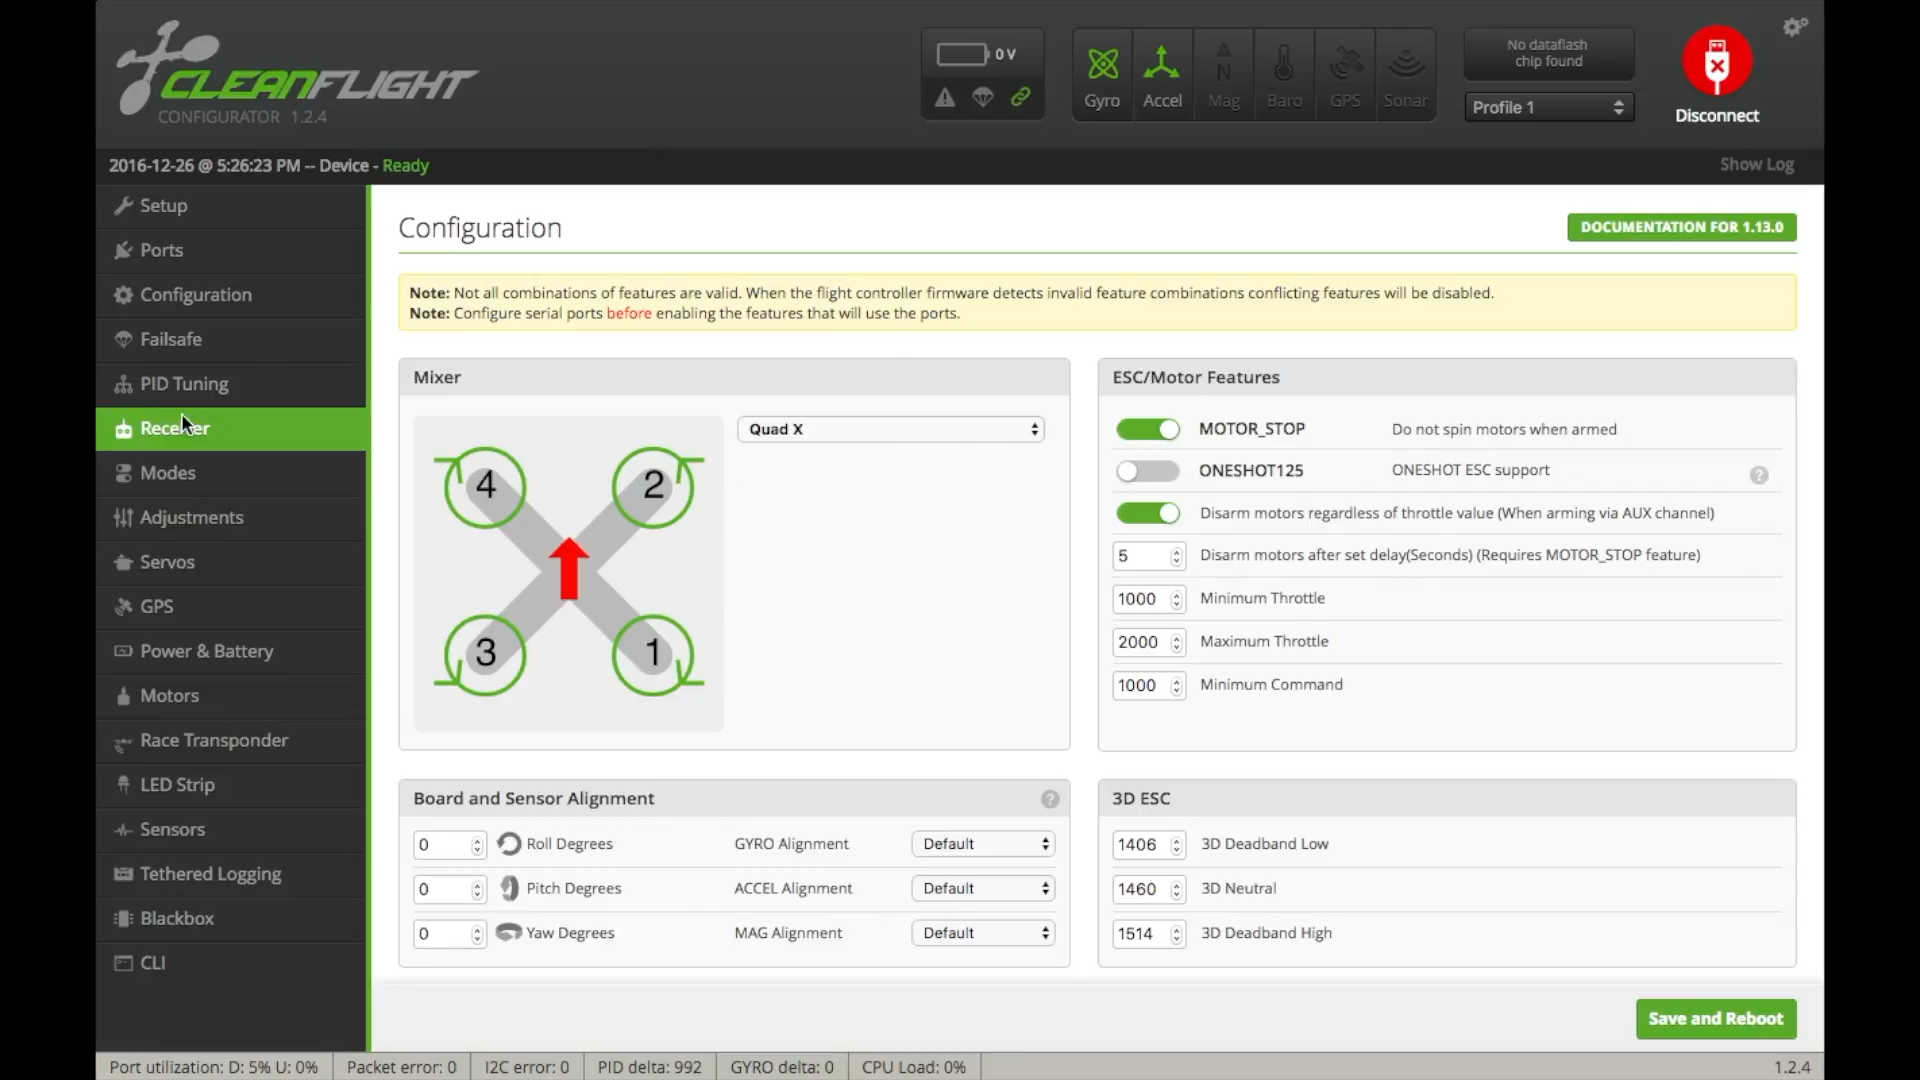 CLEANFLIGHT
CONFIGURATOR 1.2.4
0 V
Gyro
Accel
Mag
Baro
GPS
Sonar
No dataflash
chip found
Profile 1
Disconnect
2016-12-26 @ 5:26:23 PM -- Device - Ready
Show Log
Setup
Ports
Configuration
Failsafe
PID Tuning
Receiver
Modes
Adjustments
Servos
GPS
Power & Battery
Motors
Race Transponder
LED Strip
Sensors
Tethered Logging
Blackbox
CLI
Configuration
DOCUMENTATION FOR 1.13.0
Note: Not all combinations of features are valid. When the flight controller firmware detects invalid feature combinations conflicting features will be disabled.
Note: Configure serial ports before enabling the features that will use the ports.
Mixer
Quad X
4
2
3
1
ESC/Motor Features
MOTOR_STOP Do not spin motors when armed
ONESHOT125 ONESHOT ESC support ?
Disarm motors regardless of throttle value (When arming via AUX channel)
5 Disarm motors after set delay(Seconds) (Requires MOTOR_STOP feature)
1000 Minimum Throttle
2000 Maximum Throttle
1000 Minimum Command
Board and Sensor Alignment ?
0 Roll Degrees GYRO Alignment Default
0 Pitch Degrees ACCEL Alignment Default
0 Yaw Degrees MAG Alignment Default
3D ESC
1406 3D Deadband Low
1460 3D Neutral
1514 3D Deadband High
Save and Reboot
Port utilization: D: 5% U: 0% Packet error: 0 I2C error: 0 PID delta: 992 GYRO delta: 0 CPU Load: 0% 1.2.4